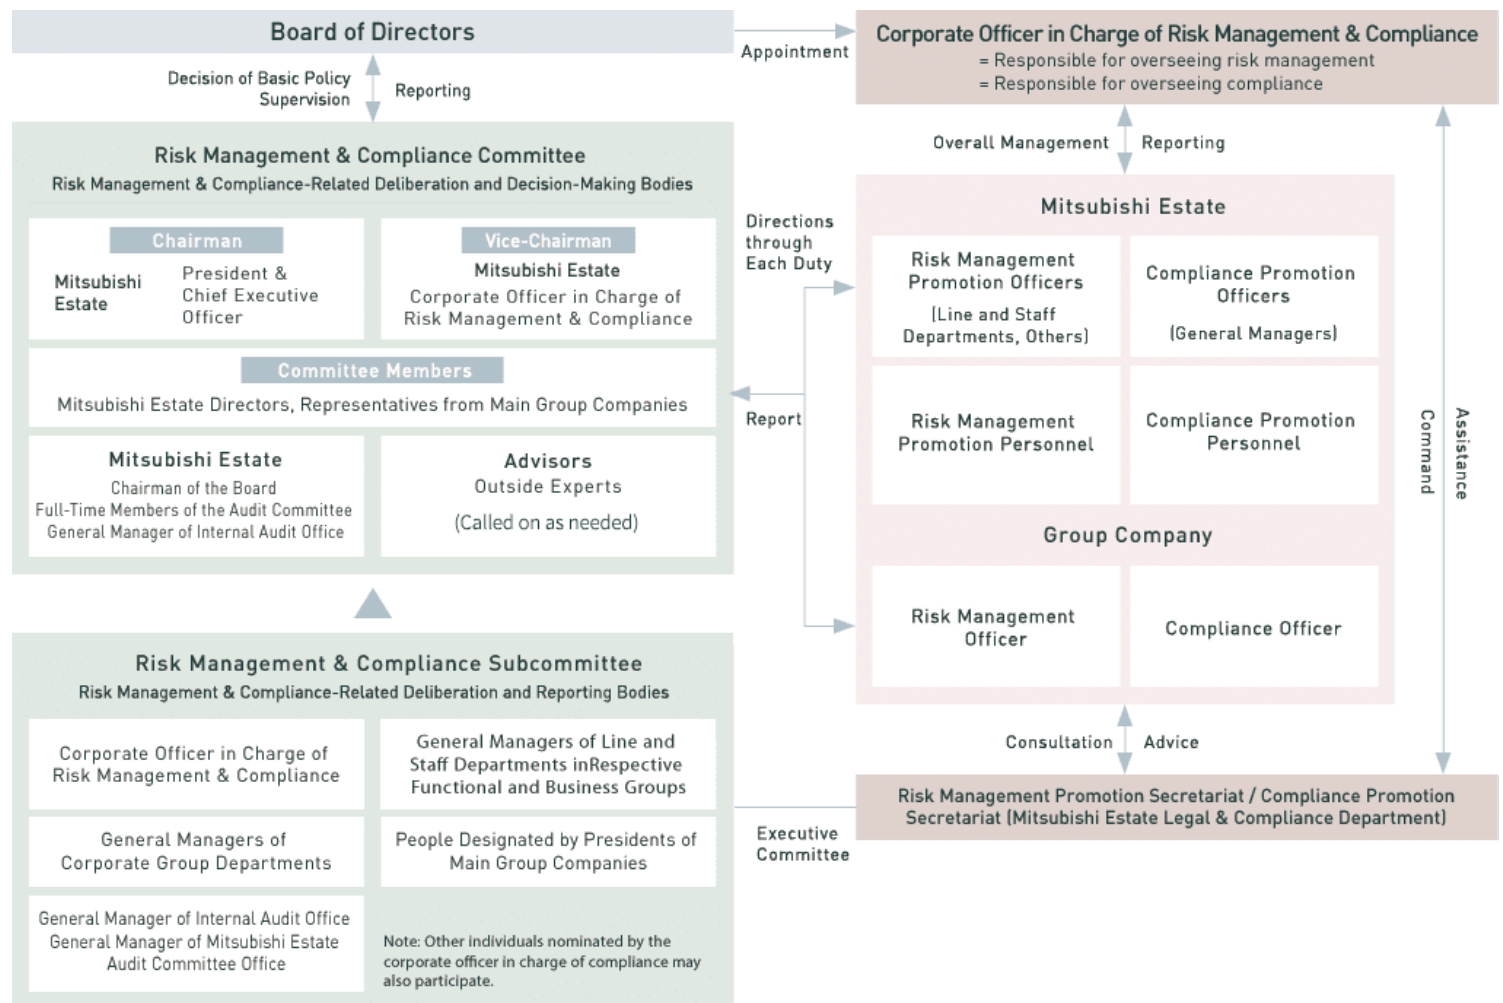 Board of Directors
Appointment
Corporate Officer in Charge of Risk Management & Compliance
= Responsible for overseeing risk management
= Responsible for overseeing compliance
Decision of Basic Policy
Supervision
Reporting
Overall Management
Reporting
Risk Management & Compliance Committee
Risk Management & Compliance-Related Deliberation and Decision-Making Bodies
Chairman
Mitsubishi
Estate
President &
Chief Executive
Officer
Vice-Chairman
Mitsubishi Estate
Corporate Officer in Charge of
Risk Management & Compliance
Committee Members
Mitsubishi Estate Directors, Representatives from Main Group Companies
Mitsubishi Estate
Chairman of the Board
Full-Time Members of the Audit Committee
General Manager of Internal Audit Office
Advisors
Outside Experts
(Called on as needed)
Directions
through
Each Duty
Report
Mitsubishi Estate
Risk Management
Promotion Officers
(Line and Staff
Departments, Others)
Compliance Promotion
Officers
(General Managers)
Risk Management
Promotion Personnel
Compliance Promotion
Personnel
Group Company
Risk Management
Officer
Compliance Officer
Command
Assistance
Risk Management & Compliance Subcommittee
Risk Management & Compliance-Related Deliberation and Reporting Bodies
Corporate Officer in Charge of
Risk Management & Compliance
General Managers of Line and
Staff Departments inRespective
Functional and Business Groups
General Managers of
Corporate Group Departments
People Designated by Presidents of
Main Group Companies
General Manager of Internal Audit Office
General Manager of Mitsubishi Estate
Audit Committee Office
Note: Other individuals nominated by the
corporate officer in charge of compliance may
also participate.
Consultation
Advice
Executive
Committee
Risk Management Promotion Secretariat / Compliance Promotion
Secretariat (Mitsubishi Estate Legal & Compliance Department)